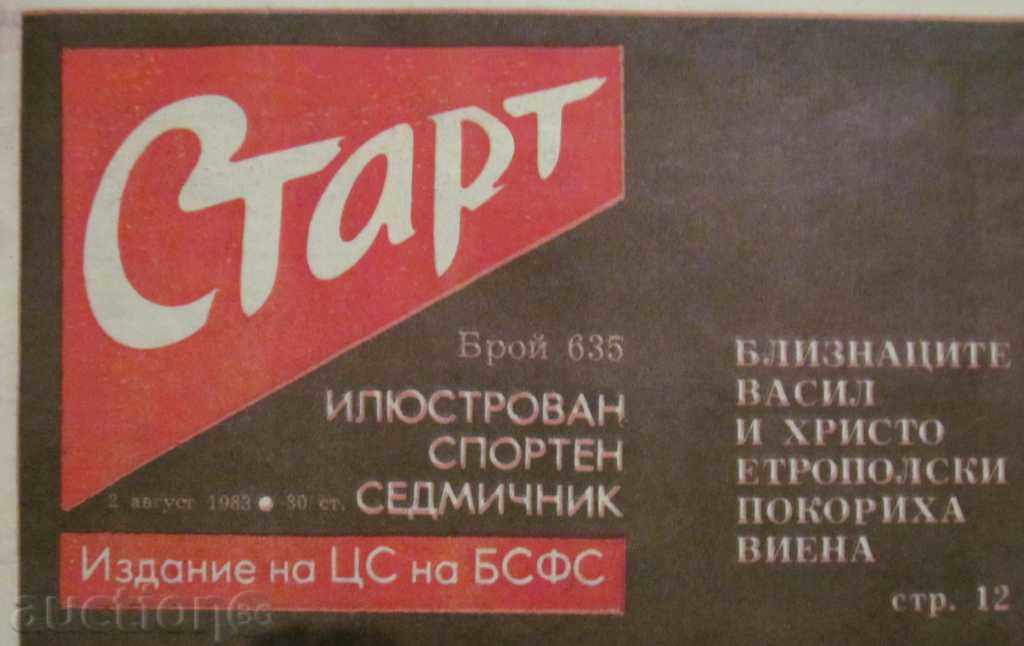 Старт
Брой 635
ИЛЮСТРОВАН
СПОРТЕН
2 август 1983 • 30 ст. СЕДМИЧНИК
Издание на ЦС на БСФС
БЛИЗНАЦИТЕ
ВАСИЛ
И ХРИСТО
ЕТРОПОЛСКИ
ПОКОРИХА
ВИЕНА
стр. 12
auction BG